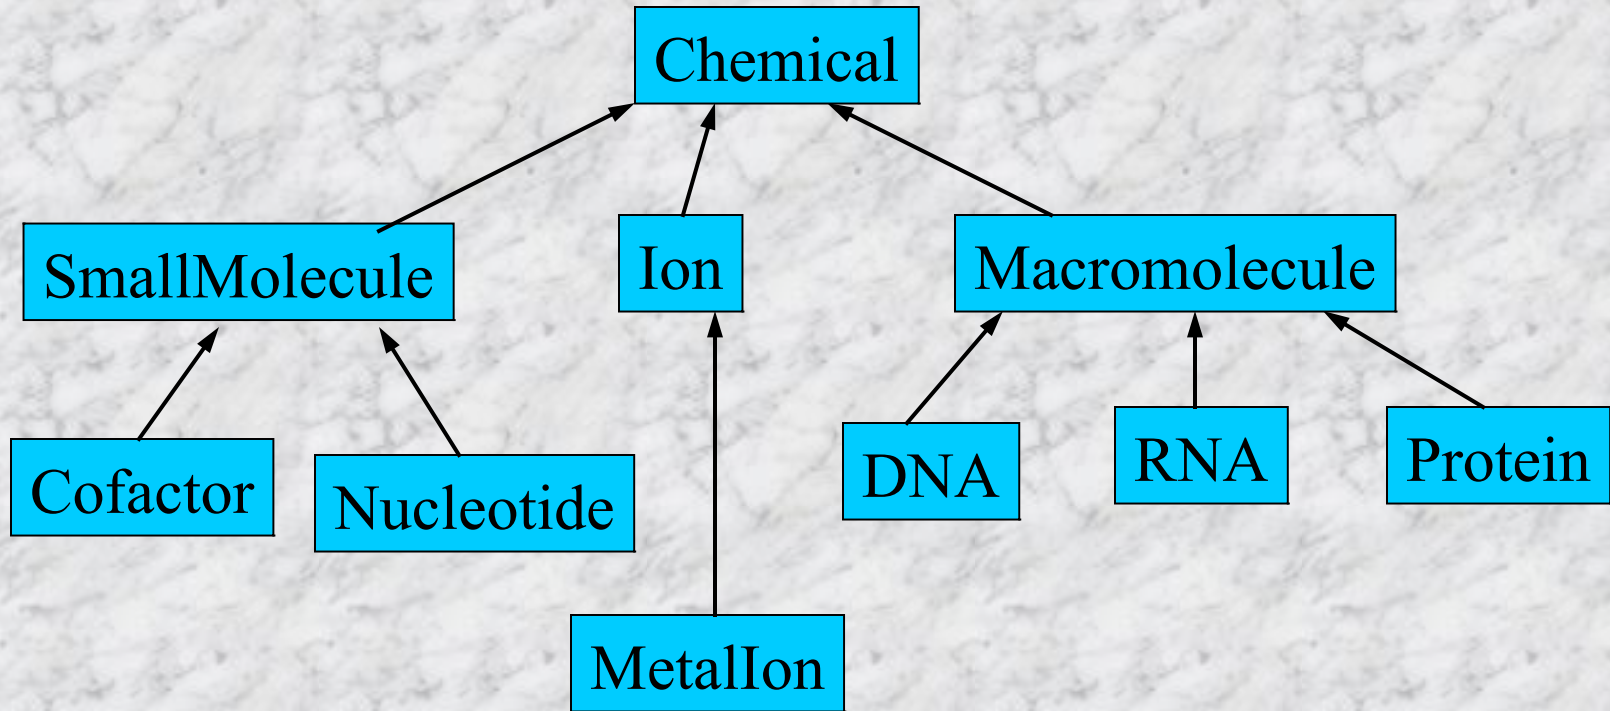 Chemical
SmallMolecule
Ion
Macromolecule
Cofactor
Nucleotide
DNA
RNA
Protein
MetalIon